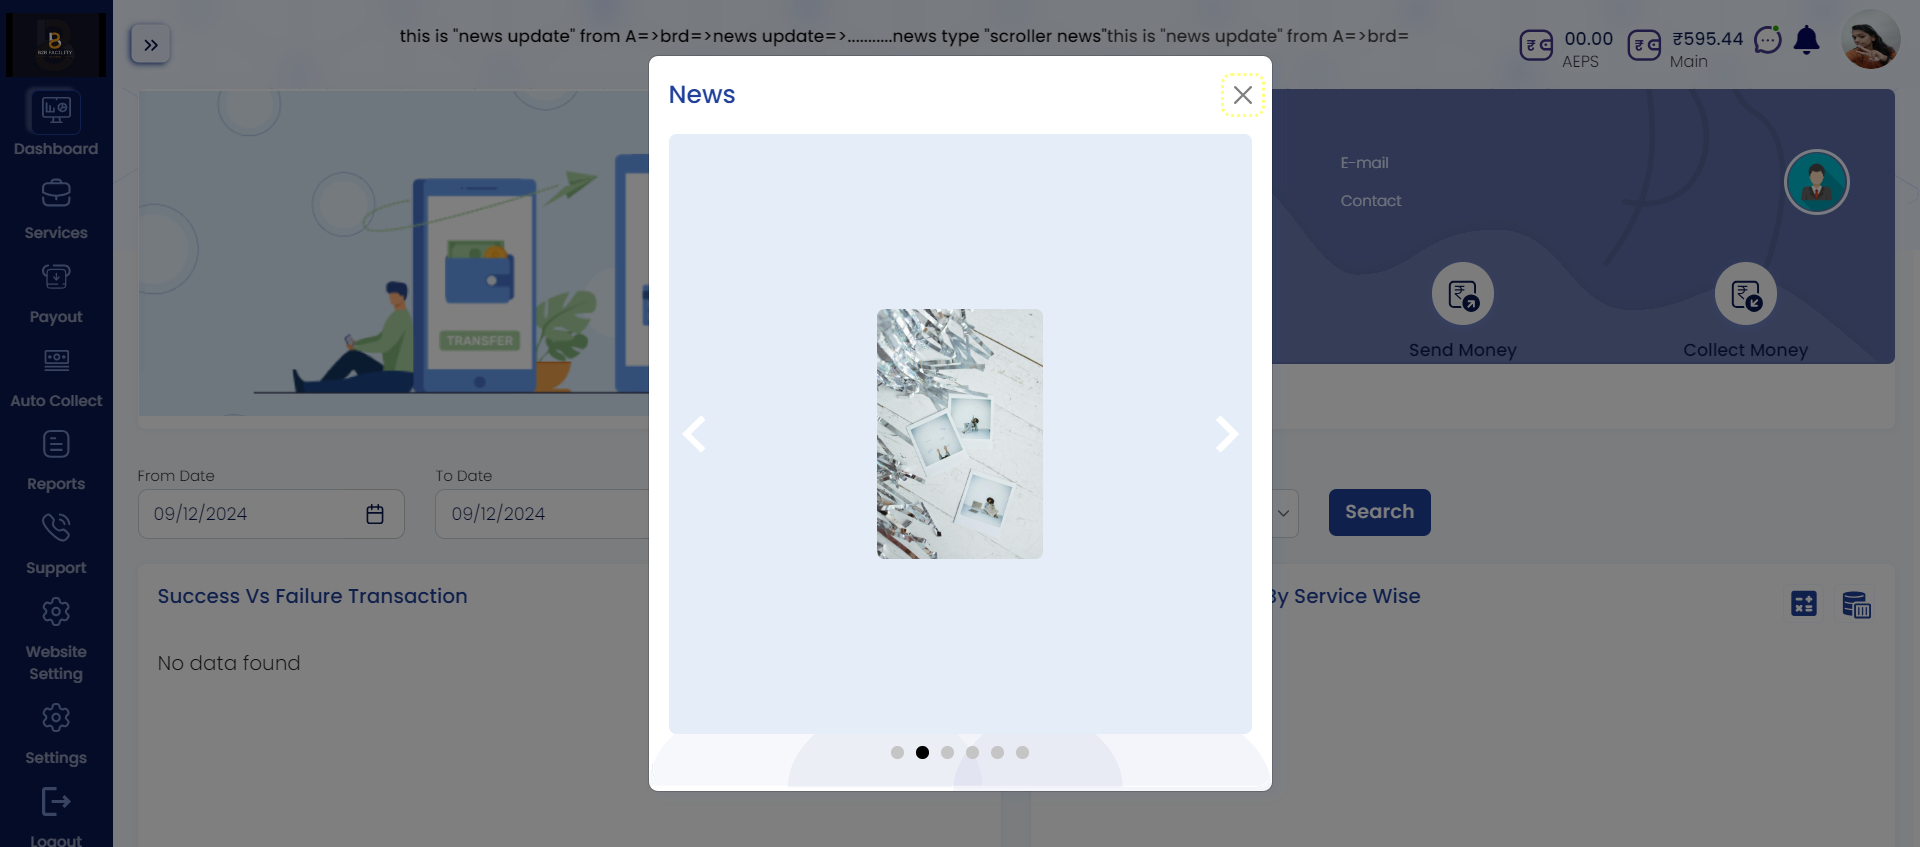 this is "news update" from A=>brd=>news update=>...........news type "scroller news"this is "news update" from A=>brd=
00.00
AEPS
₹595.44
Main
News
Dashboard
Services
Payout
Auto Collect
Reports
Support
Website
Setting
Settings
Logout
TRANSFER
E-mail
Contact
Send Money
Collect Money
From Date
09/12/2024
To Date
09/12/2024
Search
Success Vs Failure Transaction
No data found
By Service Wise